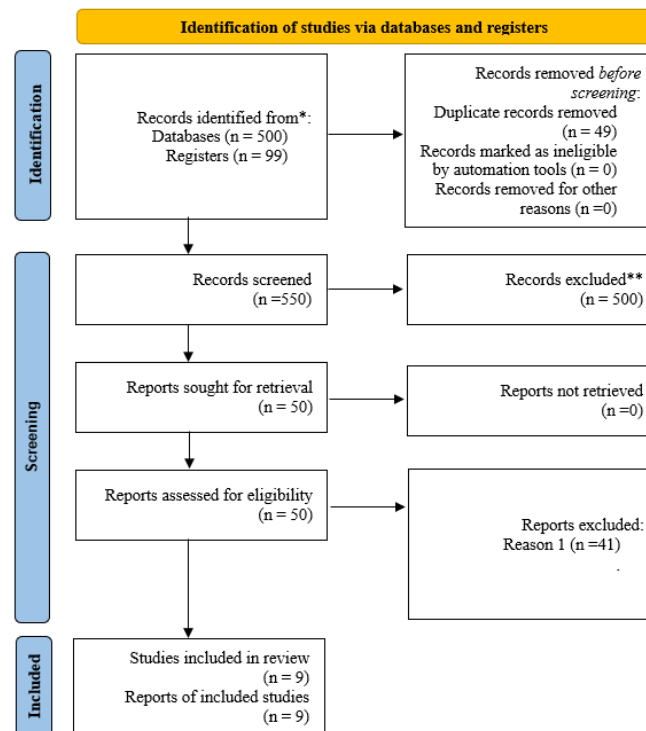 Identification of studies via databases and registers
Identification
Records identified from*:
Databases (n = 500)
Registers (n = 99)
Records removed before
screening:
Duplicate records removed
(n = 49)
Records marked as ineligible
by automation tools (n = 0)
Records removed for other
reasons (n =0)
Screening
Records screened
(n =550)
Records excluded**
(n = 500)
Reports sought for retrieval
(n = 50)
Reports not retrieved
(n =0)
Reports assessed for eligibility
(n = 50)
Reports excluded:
Reason 1 (n =41)
.
Included
Studies included in review
(n = 9)
Reports of included studies
(n = 9)